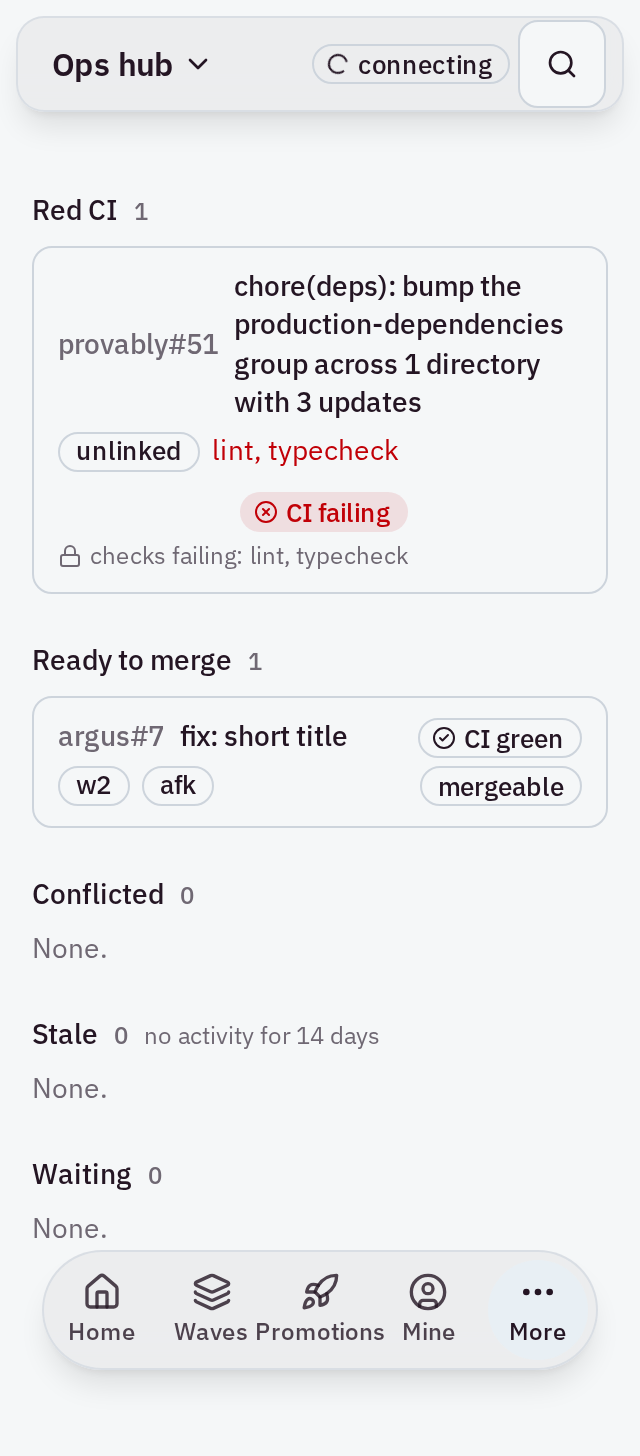 Ops hub
connecting
Red CI 1
provably#51
chore(deps): bump the
production-dependencies
group across 1 directory
with 3 updates
unlinked lint, typecheck
CI failing
checks failing: lint, typecheck
Ready to merge 1
argus#7 fix: short title
CI green
w2 afk
mergeable
Conflicted 0
None.
Stale 0 no activity for 14 days
None.
Waiting 0
None.
Home Waves Promotions Mine More